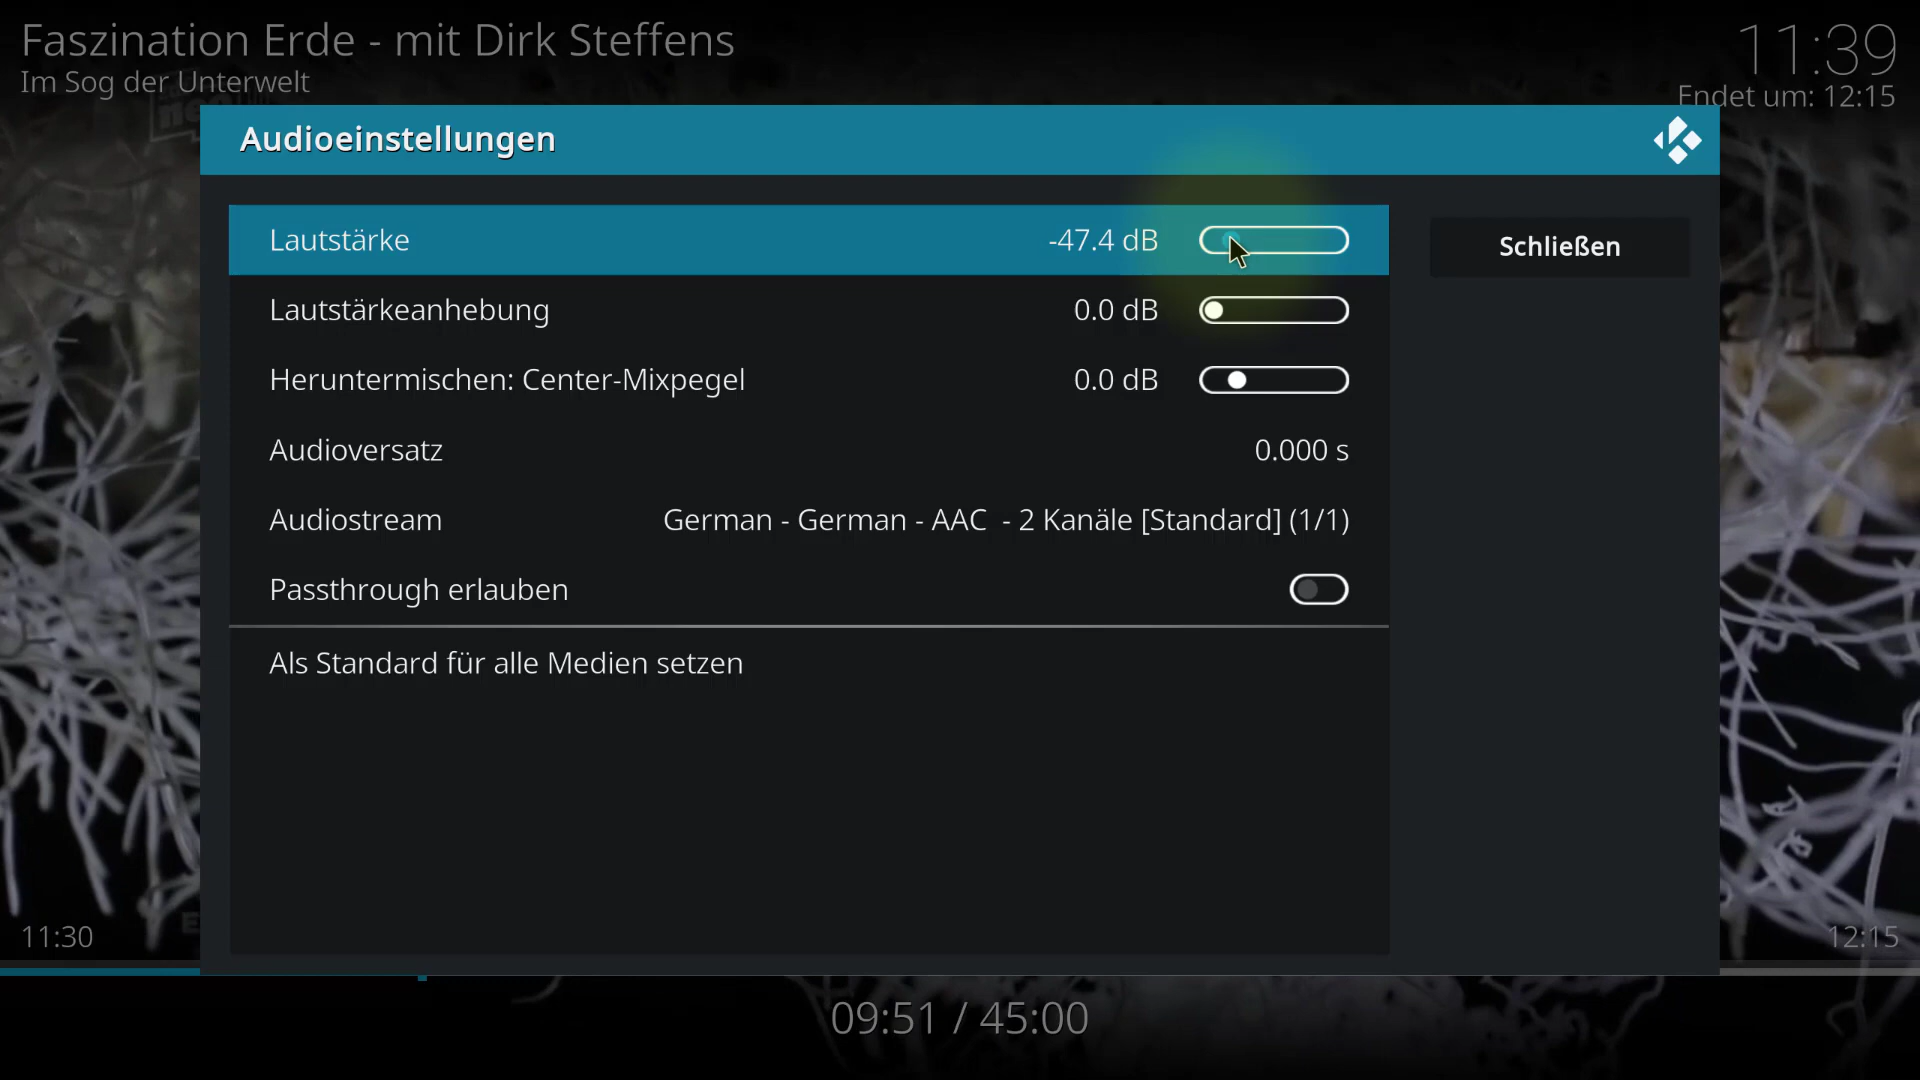 Faszination Erde - mit Dirk Steffens
11:39
Im Sog der Unterwelt
Endet um: 12:15
Audioeinstellungen
Lautstärke -47.4 dB
Schließen
Lautstärkeanhebung 0.0 dB
Heruntermischen: Center-Mixpegel 0.0 dB
Audioversatz 0.000 s
Audiostream German - German - AAC - 2 Kanäle [Standard] (1/1)
Passthrough erlauben
Als Standard für alle Medien setzen
11:30
12:15
09:51 / 45:00